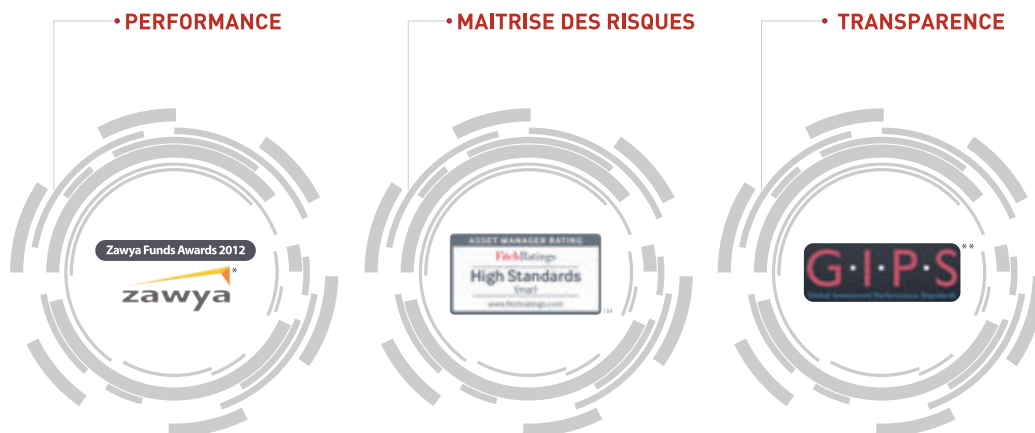 • PERFORMANCE
• MAITRISE DES RISQUES
• TRANSPARENCE
Zawya Funds Awards 2012
zawya*
ASSET MANAGER RATING
FitchRatings
High Standards
(mar)
www.fitchratings.com
TM
G·I·P·S**
Global Investment Performance Standards